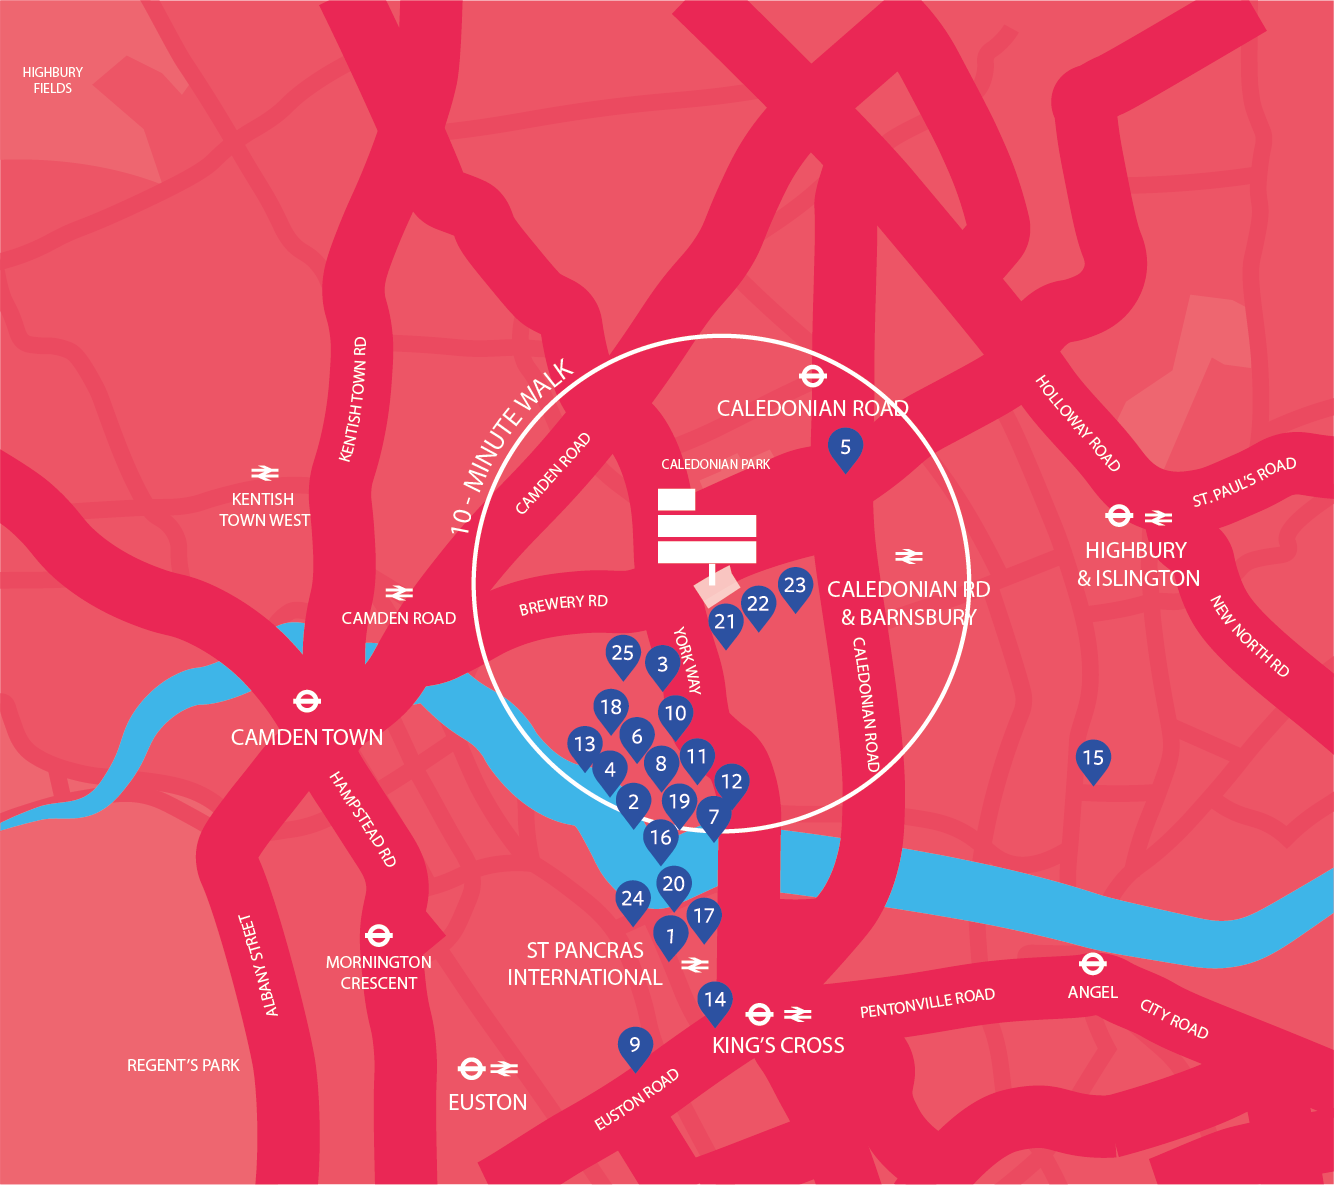 HIGHBURY
FIELDS
KENTISH TOWN RD
10 - MINUTE WALK
CAMDEN ROAD
CALEDONIAN ROAD
5
CALEDONIAN PARK
HOLLOWAY ROAD
ST. PAUL'S ROAD
KENTISH
TOWN WEST
HIGHBURY
& ISLINGTON
CAMDEN ROAD
BREWERY RD
CALEDONIAN RD
& BARNSBURY
23
22
21
NEW NORTH RD
YORK WAY
25
3
CALEDONIAN ROAD
18
10
CAMDEN TOWN
13
6
11
15
4
8
12
2
19
7
HAMPSTEAD RD
16
20
24
17
1
ALBANY STREET
ST PANCRAS
INTERNATIONAL
MORNINGTON
CRESCENT
14
PENTONVILLE ROAD
ANGEL
CITY ROAD
9
KING'S CROSS
REGENT'S PARK
EUSTON
EUSTON ROAD